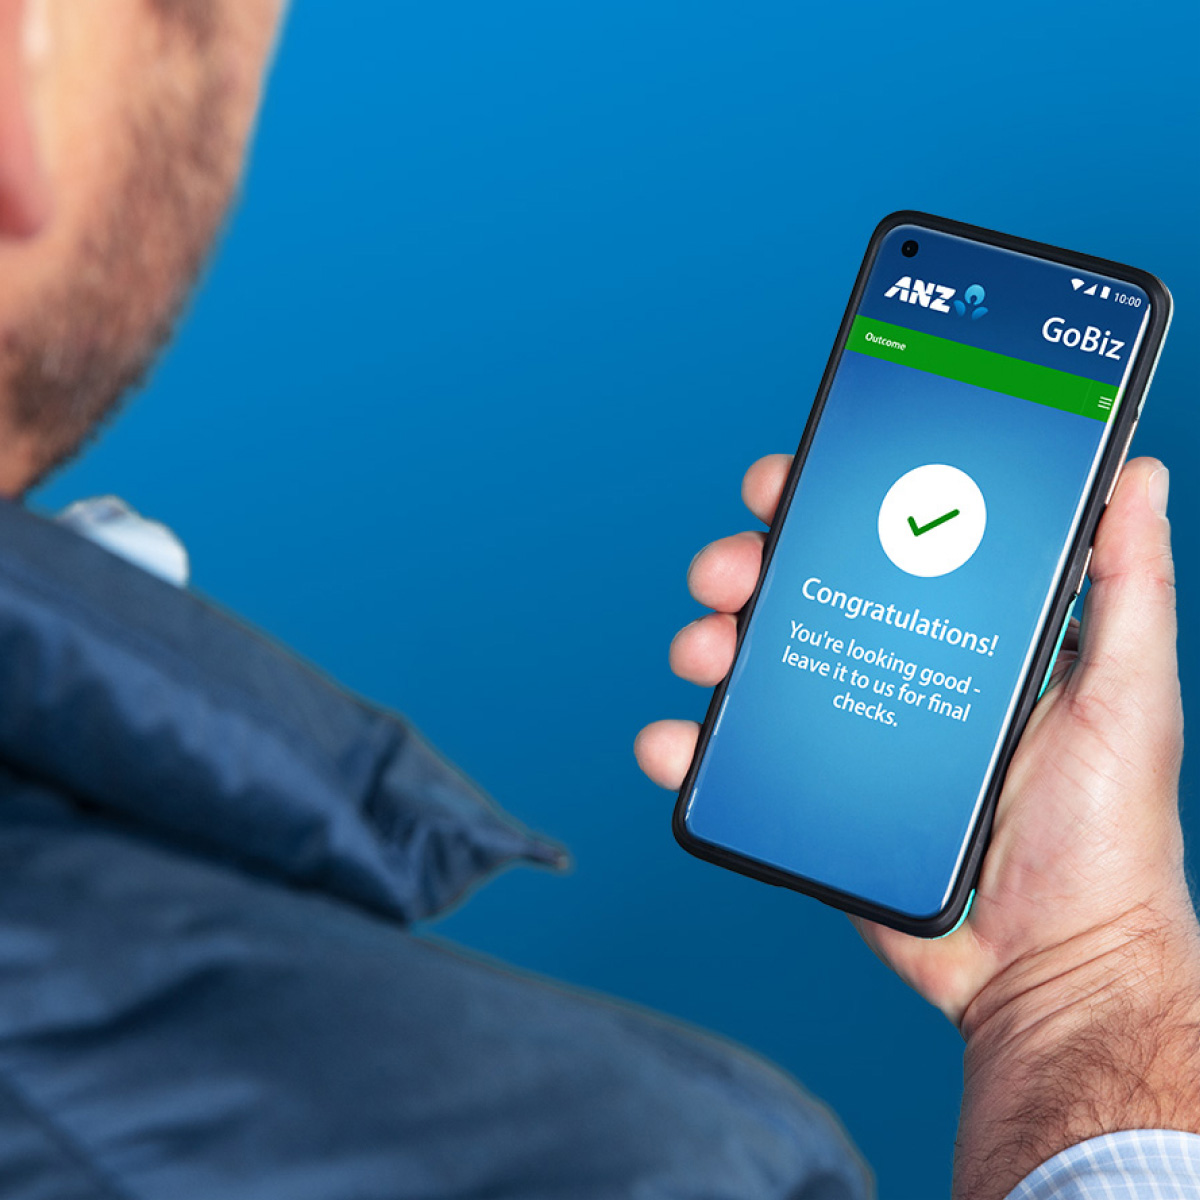 10:00
ANZ
GoBiz
Outcome
Congratulations!
You're looking good -
leave it to us for final
checks.